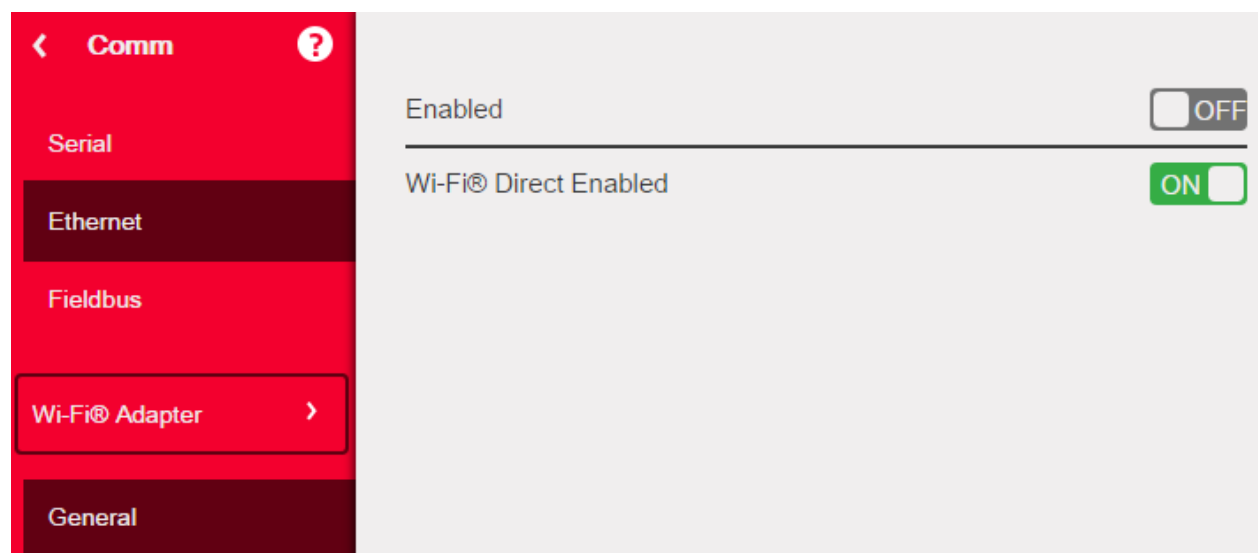 Comm
?
Serial
Ethernet
Fieldbus
Wi-Fi® Adapter
General
Enabled
OFF
Wi-Fi® Direct Enabled
ON